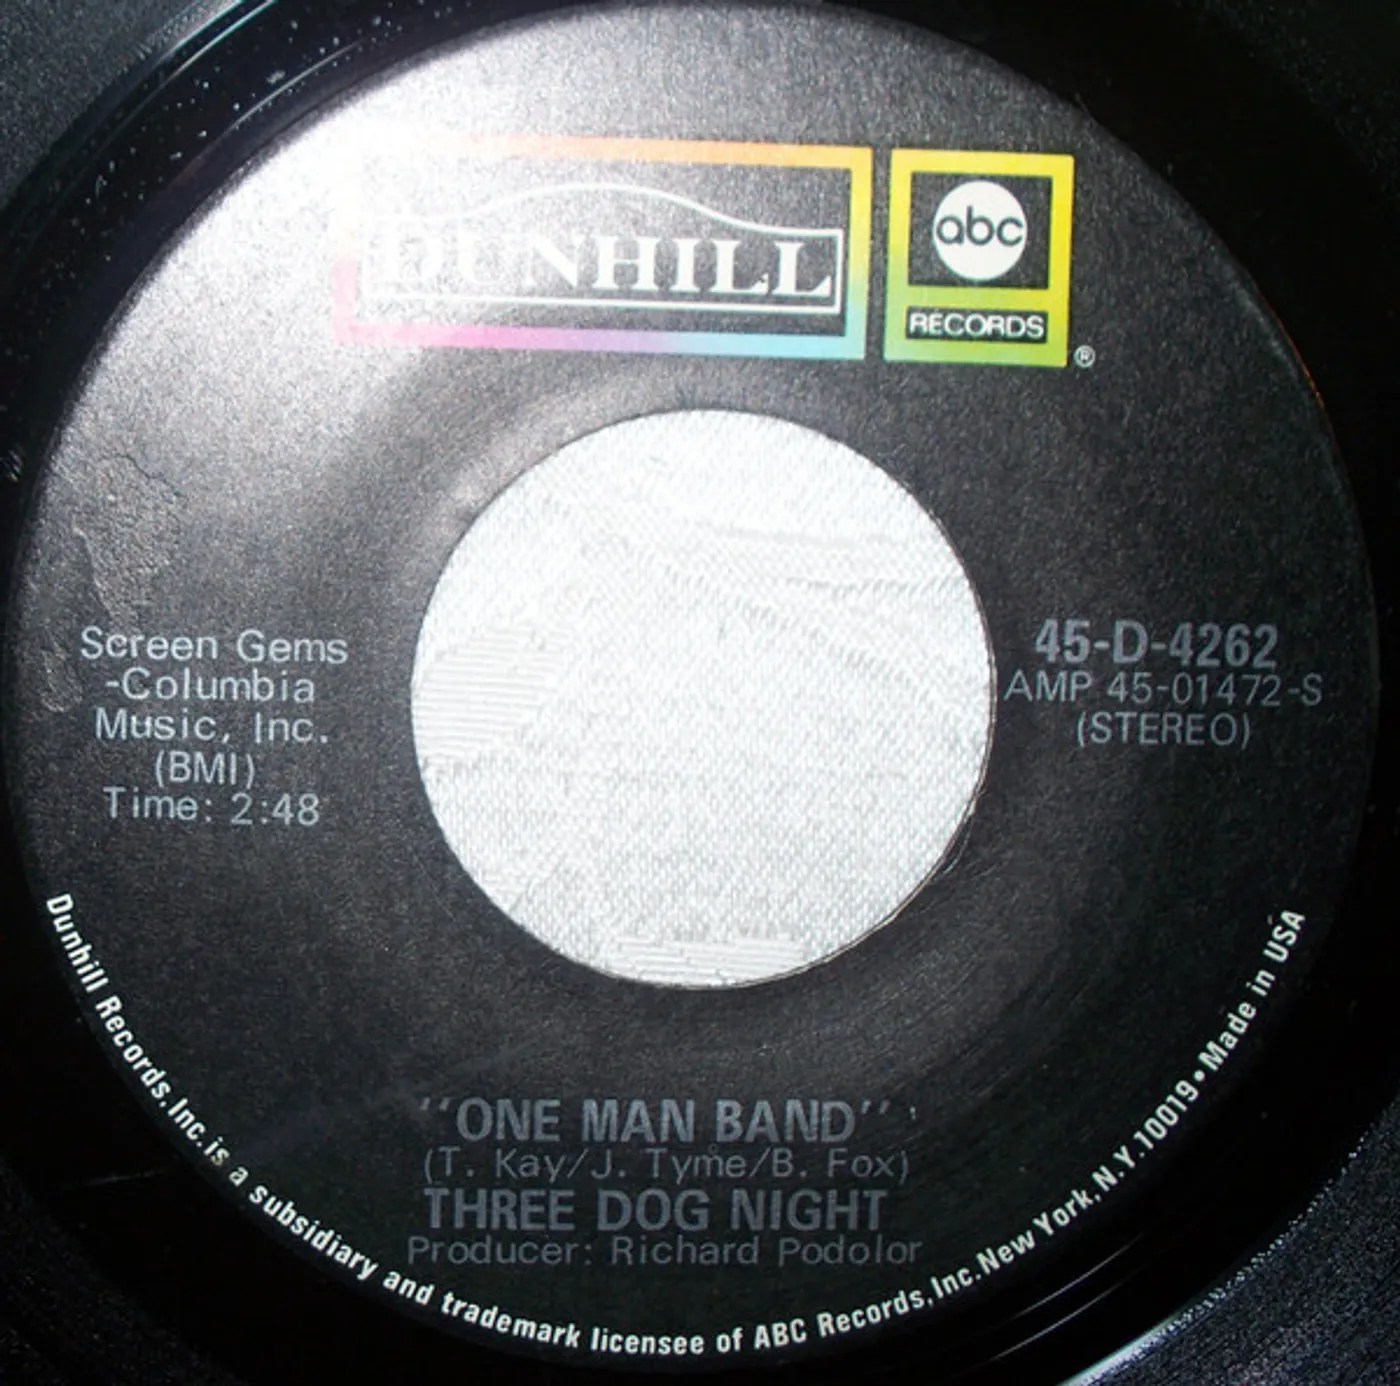 DUNHILL
abc
RECORDS
®
Screen Gems
-Columbia
Music, Inc.
(BMI)
Time: 2:48
45-D-4262
AMP 45-01472-S
(STEREO)
"ONE MAN BAND"
(T. Kay/J. Tyme/B. Fox)
THREE DOG NIGHT
Producer: Richard Podolor
Dunhill Records, Inc. is a subsidiary and trademark licensee of ABC Records, Inc. New York, N.Y. 10019 • Made in USA